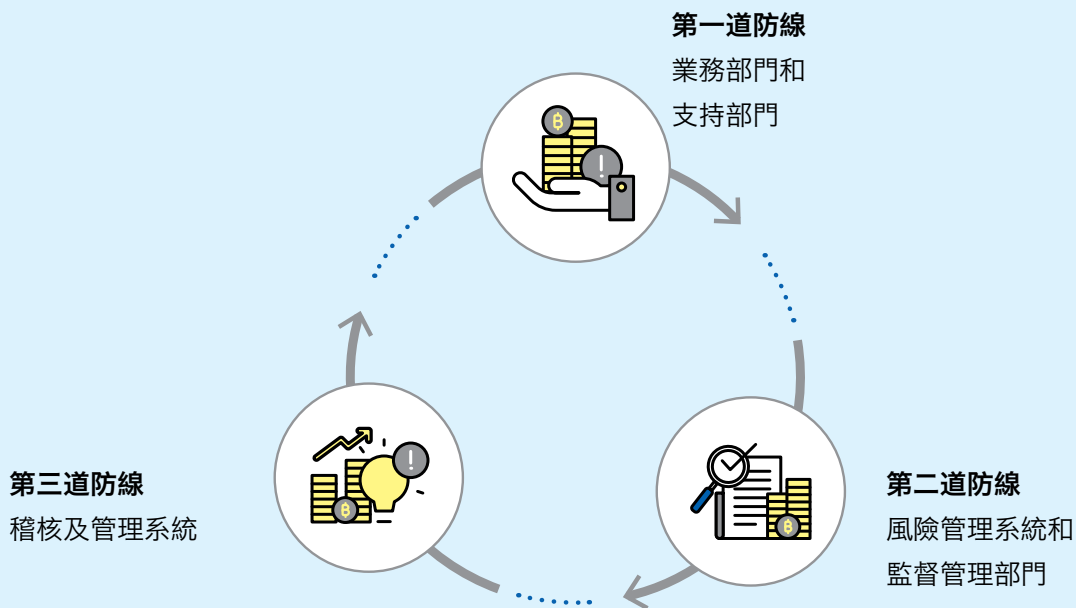 第一道防線
業務部門和
支持部門
第二道防線
風險管理系統和
監督管理部門
第三道防線
稽核及管理系統